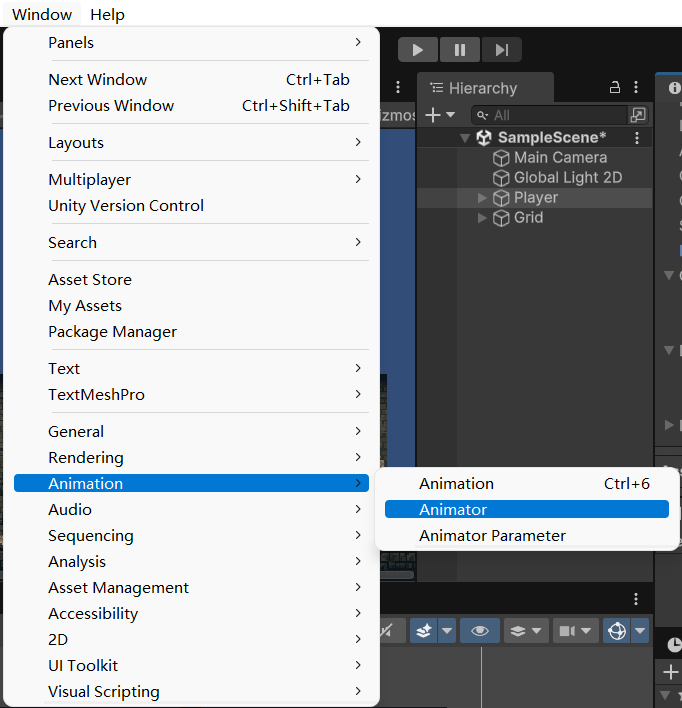 Window Help
Panels
Next Window Ctrl+Tab
Previous Window Ctrl+Shift+Tab
Layouts
Multiplayer
Unity Version Control
Search
Asset Store
My Assets
Package Manager
Text
TextMeshPro
General
Rendering
Animation
Audio
Sequencing
Analysis
Asset Management
Accessibility
2D
UI Toolkit
Visual Scripting
Animation Ctrl+6
Animator
Animator Parameter
izmos
Hierarchy
All
SampleScene*
Main Camera
Global Light 2D
Player
Grid